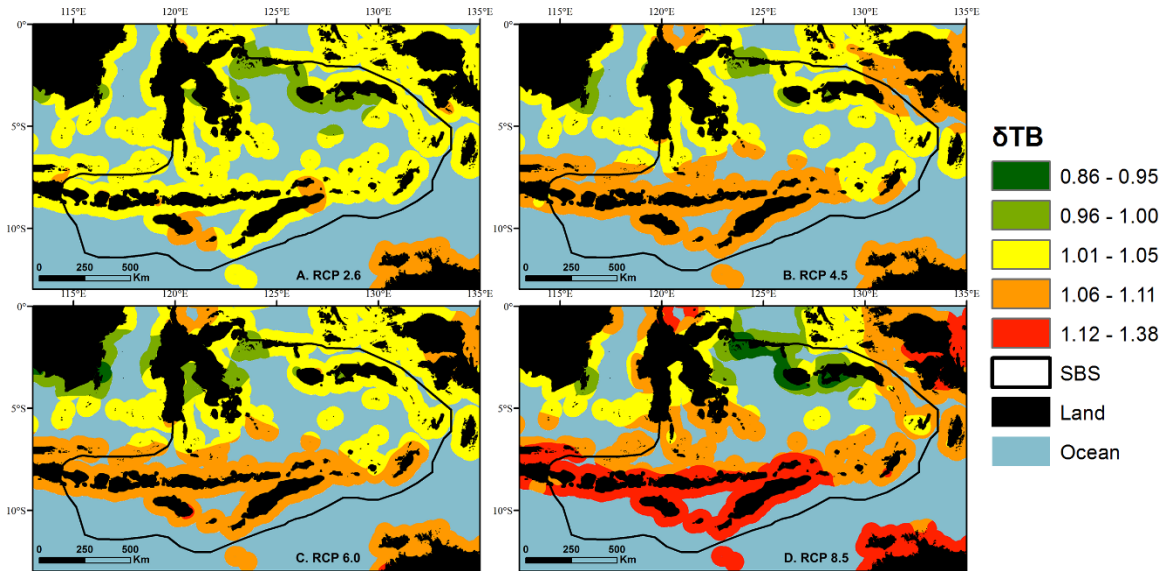 115°E 120°E 125°E 130°E 135°E
115°E 120°E 125°E 130°E 135°E
5°S
5°S
10°S
10°S
0 250 500
Km
A. RCP 2.6
0 250 500
Km
B. RCP 4.5
115°E 120°E 125°E 130°E 135°E
115°E 120°E 125°E 130°E 135°E
0°
0°
5°S
5°S
10°S
10°S
0 250 500
Km
C. RCP 6.0
0 250 500
Km
D. RCP 8.5
δTB
0.86 - 0.95
0.96 - 1.00
1.01 - 1.05
1.06 - 1.11
1.12 - 1.38
SBS
Land
Ocean